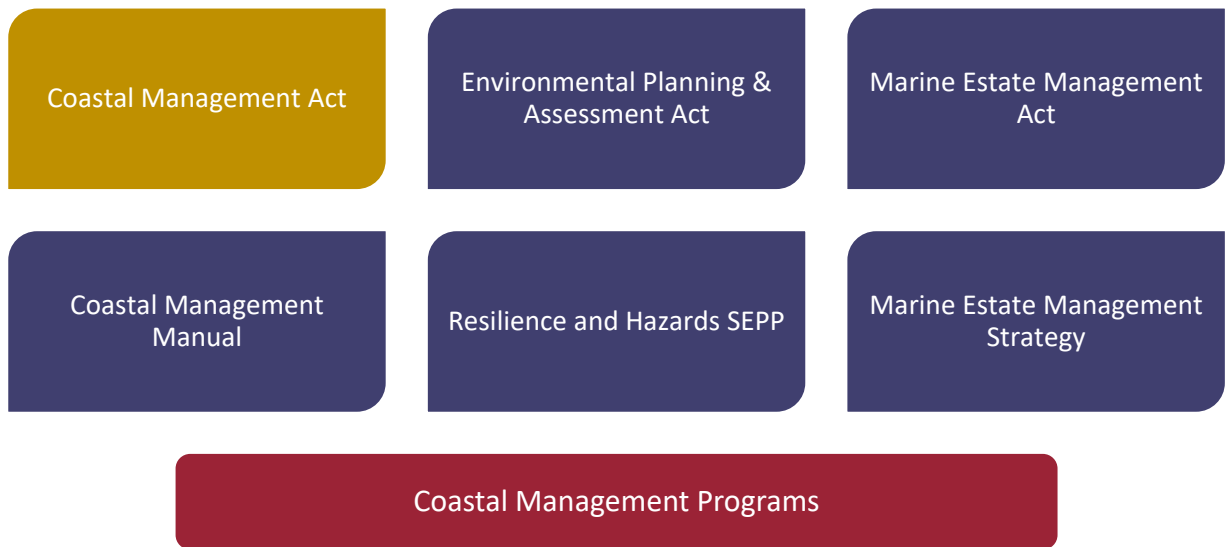 Coastal Management Act
Environmental Planning &
Assessment Act
Marine Estate Management
Act
Coastal Management
Manual
Resilience and Hazards SEPP
Marine Estate Management
Strategy
Coastal Management Programs